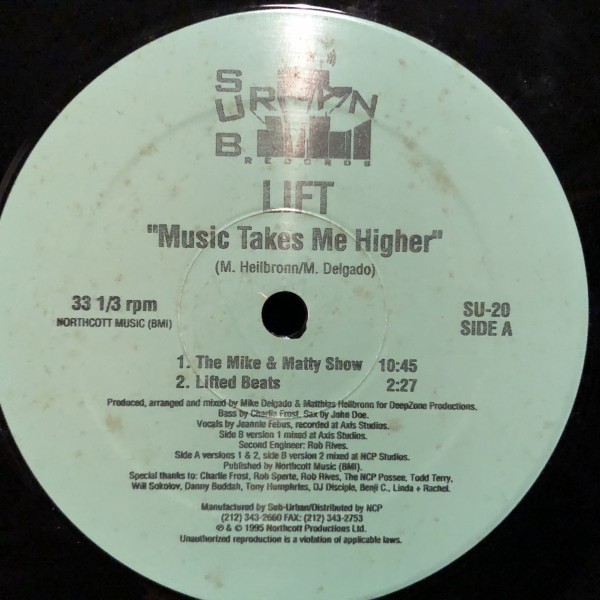 SUB URBAN
RECORDS
LIFT
"Music Takes Me Higher"
(M. Heilbronn/M. Delgado)
33 1/3 rpm
NORTHCOTT MUSIC (BMI)
SU-20
SIDE A
1. The Mike & Matty Show 10:45
2. Lifted Beats 2:27
Produced, arranged and mixed by Mike Delgado & Matthias Heilbronn for DeepZone Productions.
Bass by Charlie Frost. Sax by John Doe.
Vocals by Jeannie Febus, recorded at Axis Studios.
Side B version 1 mixed at Axis Studios.
Second Engineer: Rob Rives.
Side A versions 1 & 2, side B version 2 mixed at NCP Studios.
Published by Northcott Music (BMI).
Special thanks to: Charlie Frost, Rob Sperte, Rob Rives, The NCP Possee, Todd Terry,
Will Sokolov, Danny Buddah, Tony Humphries, DJ Disciple, Benji C., Linda + Rachel.
Manufactured by Sub-Urban/Distributed by NCP
(212) 343-2660 FAX: (212) 343-2753
℗ & © 1995 Northcott Productions Ltd.
Unauthorized reproduction is a violation of applicable laws.